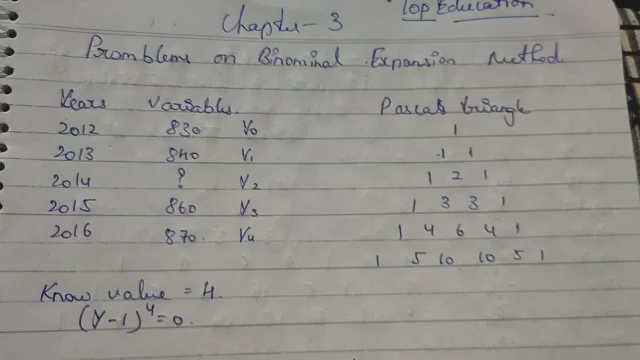 Top Education
Chapter - 3
Promblems on Binominal Expansion Method
Years Variables Pascal's triangle
2012 830 Y0 1
2013 840 Y1 1 1
2014 ? Y2 1 2 1
2015 860 Y3 1 3 3 1
2016 870 Y4 1 4 6 4 1
1 5 10 10 5 1
Know value = 4.
(Y-1)^4 = 0.